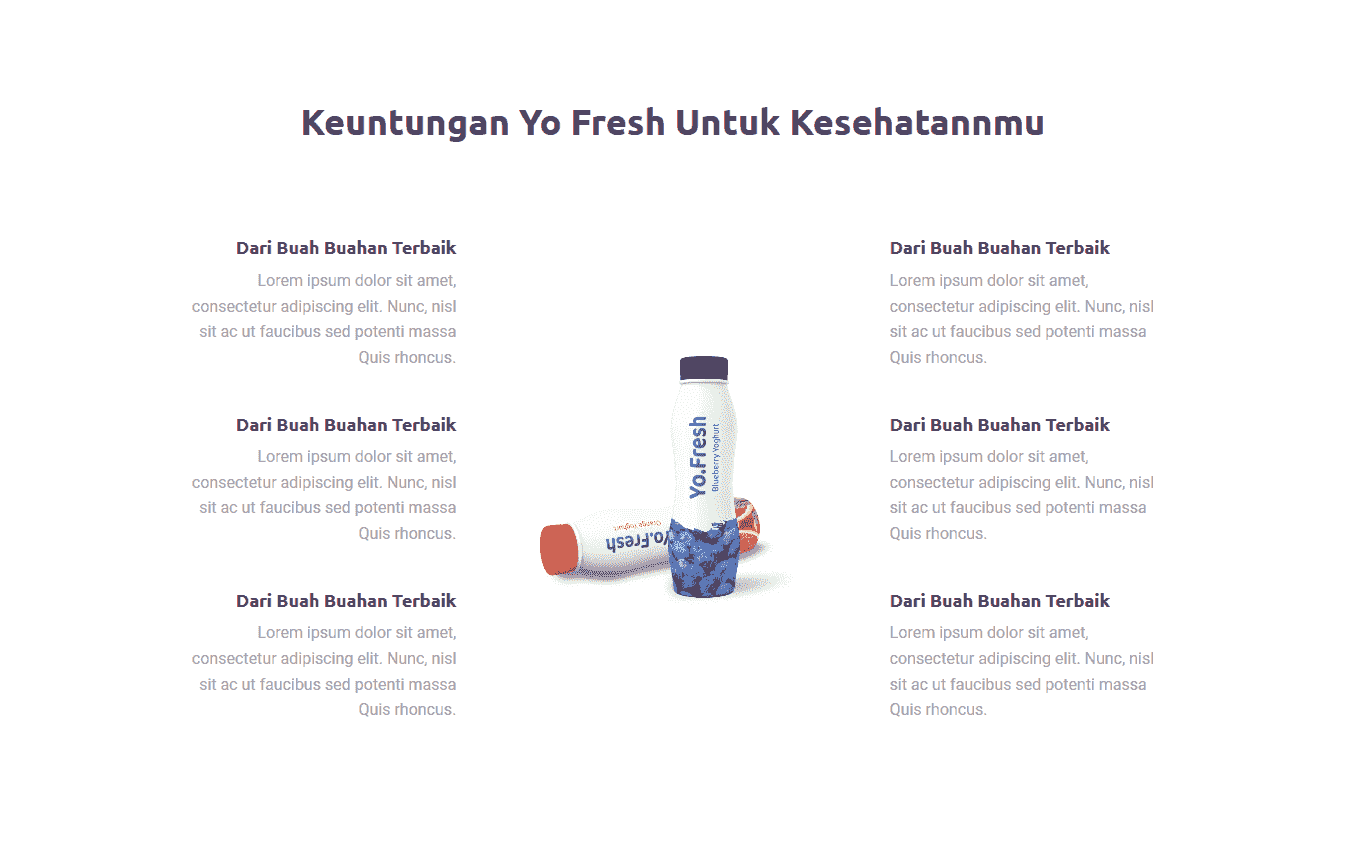 Keuntungan Yo Fresh Untuk Kesehatannmu
Dari Buah Buahan Terbaik
Lorem ipsum dolor sit amet,
consectetur adipiscing elit. Nunc, nisl
sit ac ut faucibus sed potenti massa
Quis rhoncus.
Dari Buah Buahan Terbaik
Lorem ipsum dolor sit amet,
consectetur adipiscing elit. Nunc, nisl
sit ac ut faucibus sed potenti massa
Quis rhoncus.
Dari Buah Buahan Terbaik
Lorem ipsum dolor sit amet,
consectetur adipiscing elit. Nunc, nisl
sit ac ut faucibus sed potenti massa
Quis rhoncus.
Yo.Fresh
Blueberry Yoghurt
Yo.Fresh
Orange Yoghurt
Dari Buah Buahan Terbaik
Lorem ipsum dolor sit amet,
consectetur adipiscing elit. Nunc, nisl
sit ac ut faucibus sed potenti massa
Quis rhoncus.
Dari Buah Buahan Terbaik
Lorem ipsum dolor sit amet,
consectetur adipiscing elit. Nunc, nisl
sit ac ut faucibus sed potenti massa
Quis rhoncus.
Dari Buah Buahan Terbaik
Lorem ipsum dolor sit amet,
consectetur adipiscing elit. Nunc, nisl
sit ac ut faucibus sed potenti massa
Quis rhoncus.